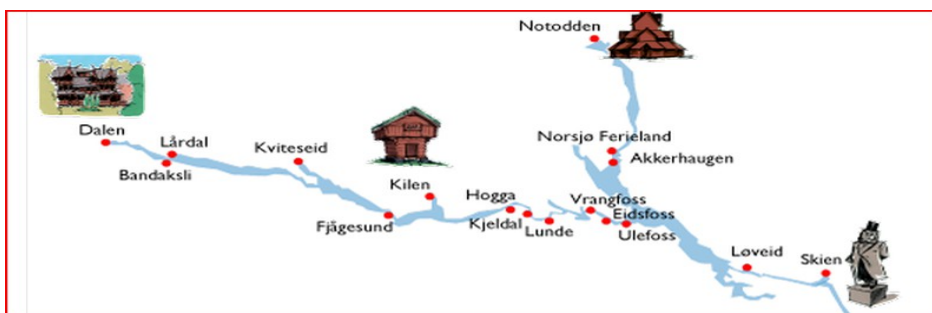 Notodden
Dalen
Lårdal
Bandaksli
Kviteseid
Norsjø Ferieland
Akkerhaugen
Kilen
Hogga
Vrangfoss
Fjågesund
Kjeldal
Eidsfoss
Lunde
Ulefoss
Løveid
Skien